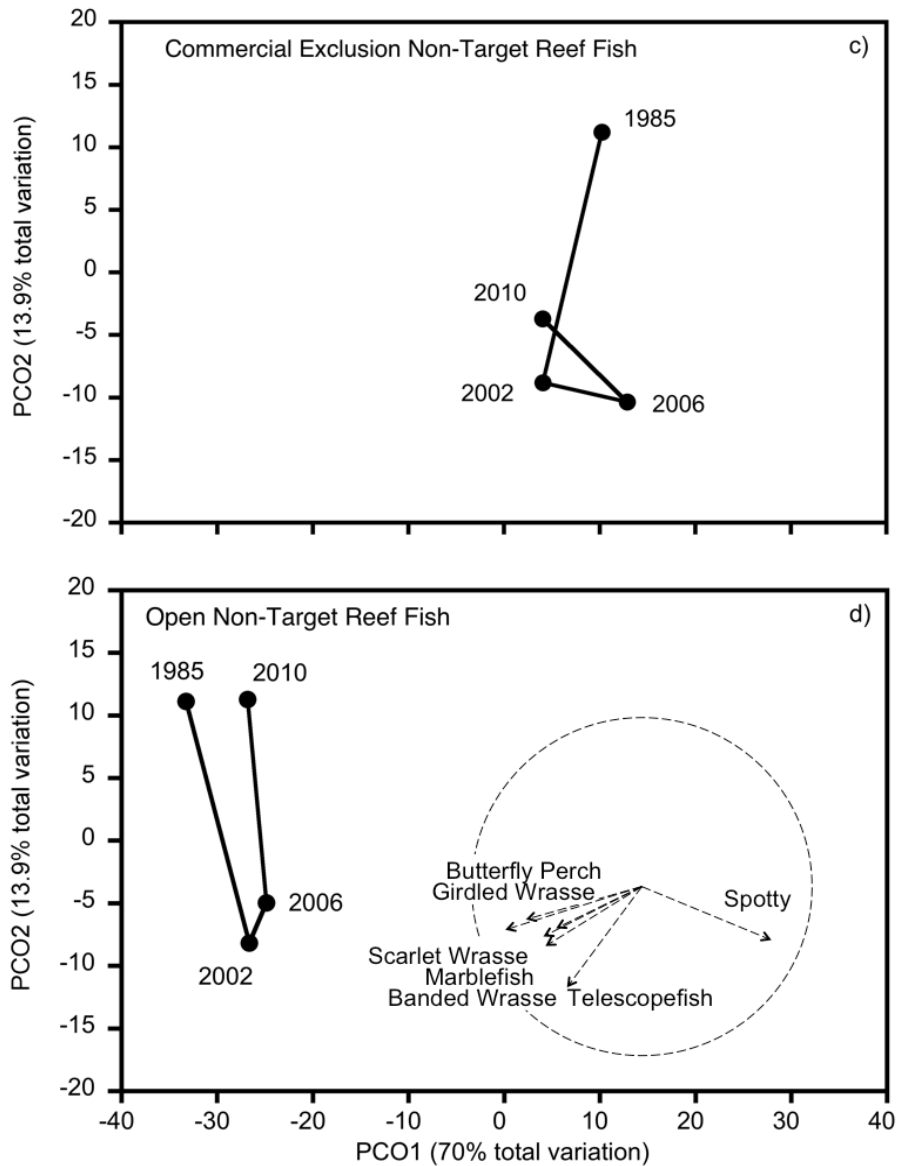 Commercial Exclusion Non-Target Reef Fish
c)
20
15
10
5
0
-5
-10
-15
-20
PCO2 (13.9% total variation)
1985
2010
2002
2006
Open Non-Target Reef Fish
d)
20
15
10
5
0
-5
-10
-15
-20
PCO2 (13.9% total variation)
1985
2010
2006
2002
Butterfly Perch
Girdled Wrasse
Spotty
Scarlet Wrasse
Marblefish
Banded Wrasse
Telescopefish
-40
-30
-20
-10
0
10
20
30
40
PCO1 (70% total variation)